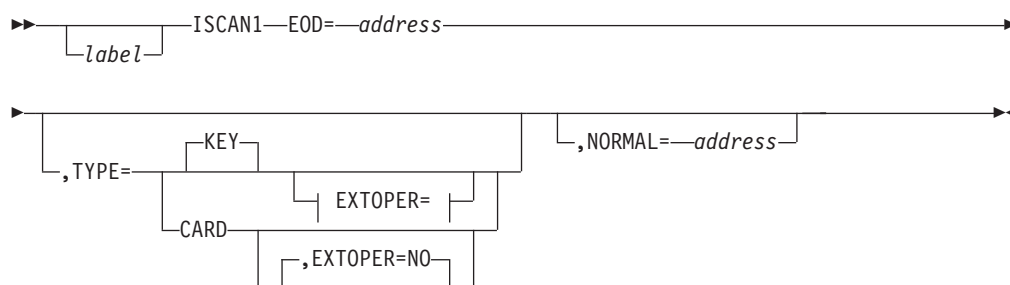 ISCAN1 EOD= address
label
KEY
,NORMAL= address
,TYPE=
EXTOPER=
CARD
,EXTOPER=NO